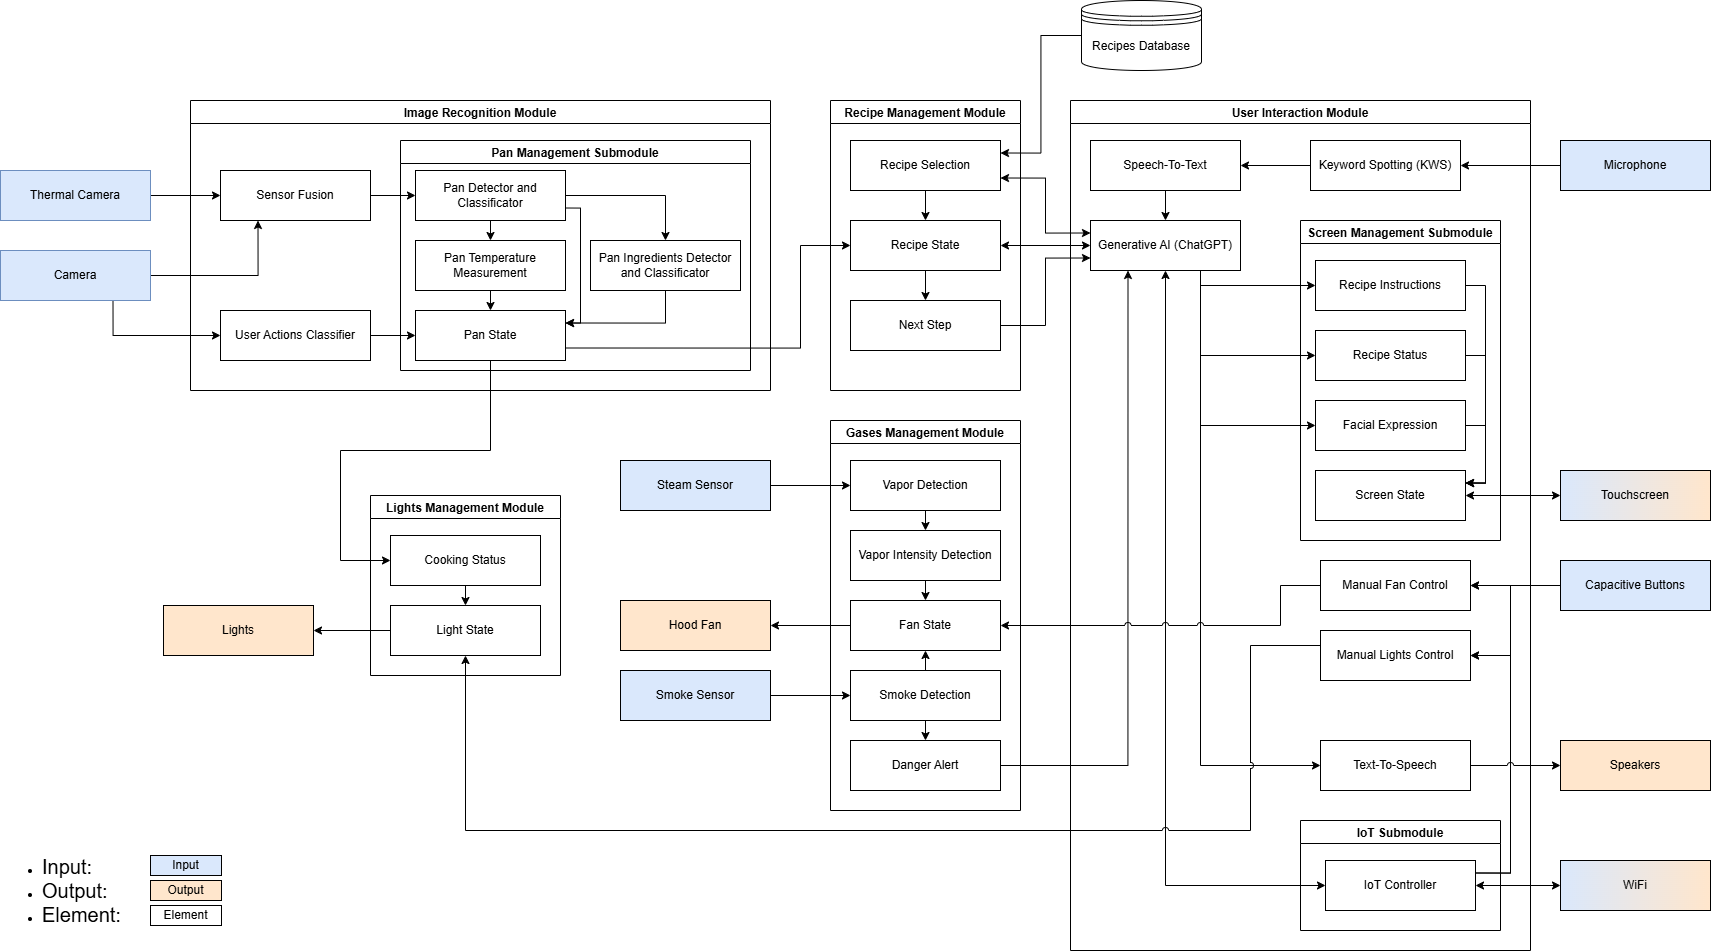 Recipes Database
Image Recognition Module
Pan Management Submodule
Thermal Camera
Sensor Fusion
Pan Detector and
Classificator
Camera
Pan Temperature
Measurement
Pan Ingredients Detector
and Classificator
User Actions Classifier
Pan State
Recipe Management Module
Recipe Selection
Recipe State
Next Step
User Interaction Module
Speech-To-Text
Keyword Spotting (KWS)
Microphone
Generative AI (ChatGPT)
Screen Management Submodule
Recipe Instructions
Recipe Status
Facial Expression
Screen State
Touchscreen
Gases Management Module
Steam Sensor
Vapor Detection
Vapor Intensity Detection
Hood Fan
Fan State
Smoke Sensor
Smoke Detection
Danger Alert
Lights Management Module
Cooking Status
Lights
Light State
Manual Fan Control
Capacitive Buttons
Manual Lights Control
Text-To-Speech
Speakers
IoT Submodule
IoT Controller
WiFi
• Input: Input
• Output: Output
• Element: Element